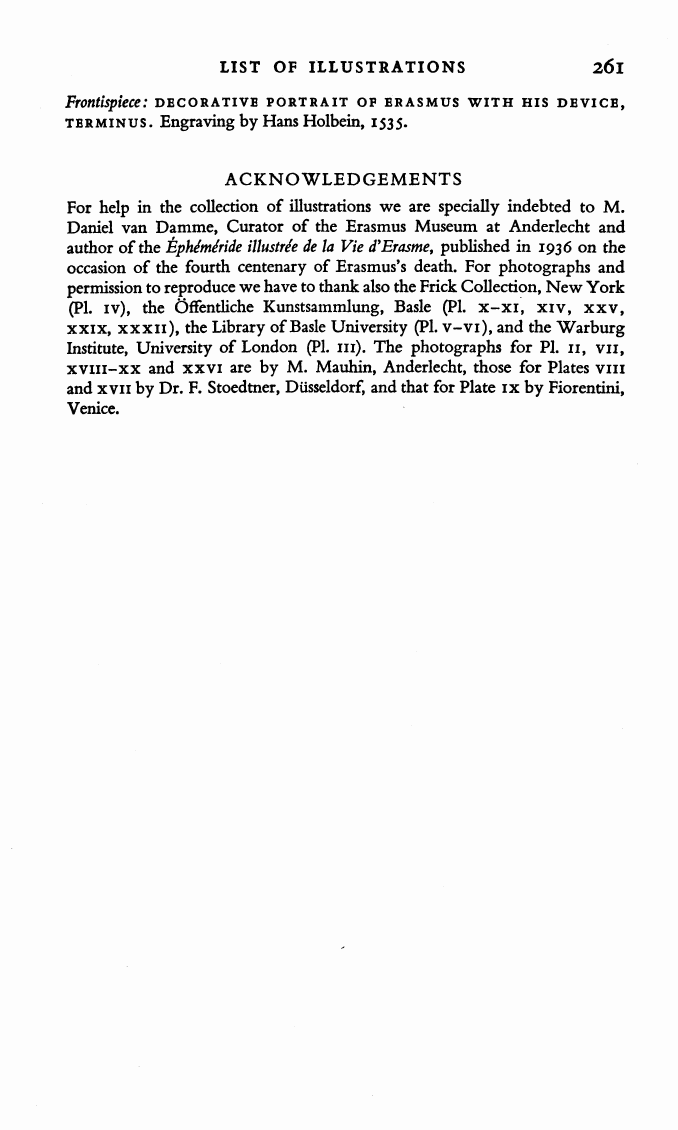 LIST OF ILLUSTRATIONS 261
Frontispiece: DECORATIVE PORTRAIT OF ERASMUS WITH HIS DEVICE,
TERMINUS. Engraving by Hans Holbein, 1535.
ACKNOWLEDGEMENTS
For help in the collection of illustrations we are specially indebted to M.
Daniel van Damme, Curator of the Erasmus Museum at Anderlecht and
author of the Éphéméride illustrée de la Vie d'Erasme, published in 1936 on the
occasion of the fourth centenary of Erasmus's death. For photographs and
permission to reproduce we have to thank also the Frick Collection, New York
(Pl. IV), the Öffentliche Kunstsammlung, Basle (Pl. X–XI, XIV, XXV,
XXIX, XXXII), the Library of Basle University (Pl. V–VI), and the Warburg
Institute, University of London (Pl. III). The photographs for Pl. II, VII,
XVIII–XX and XXVI are by M. Mauhin, Anderlecht, those for Plates VIII
and XVII by Dr. F. Stoedtner, Düsseldorf, and that for Plate IX by Fiorentini,
Venice.